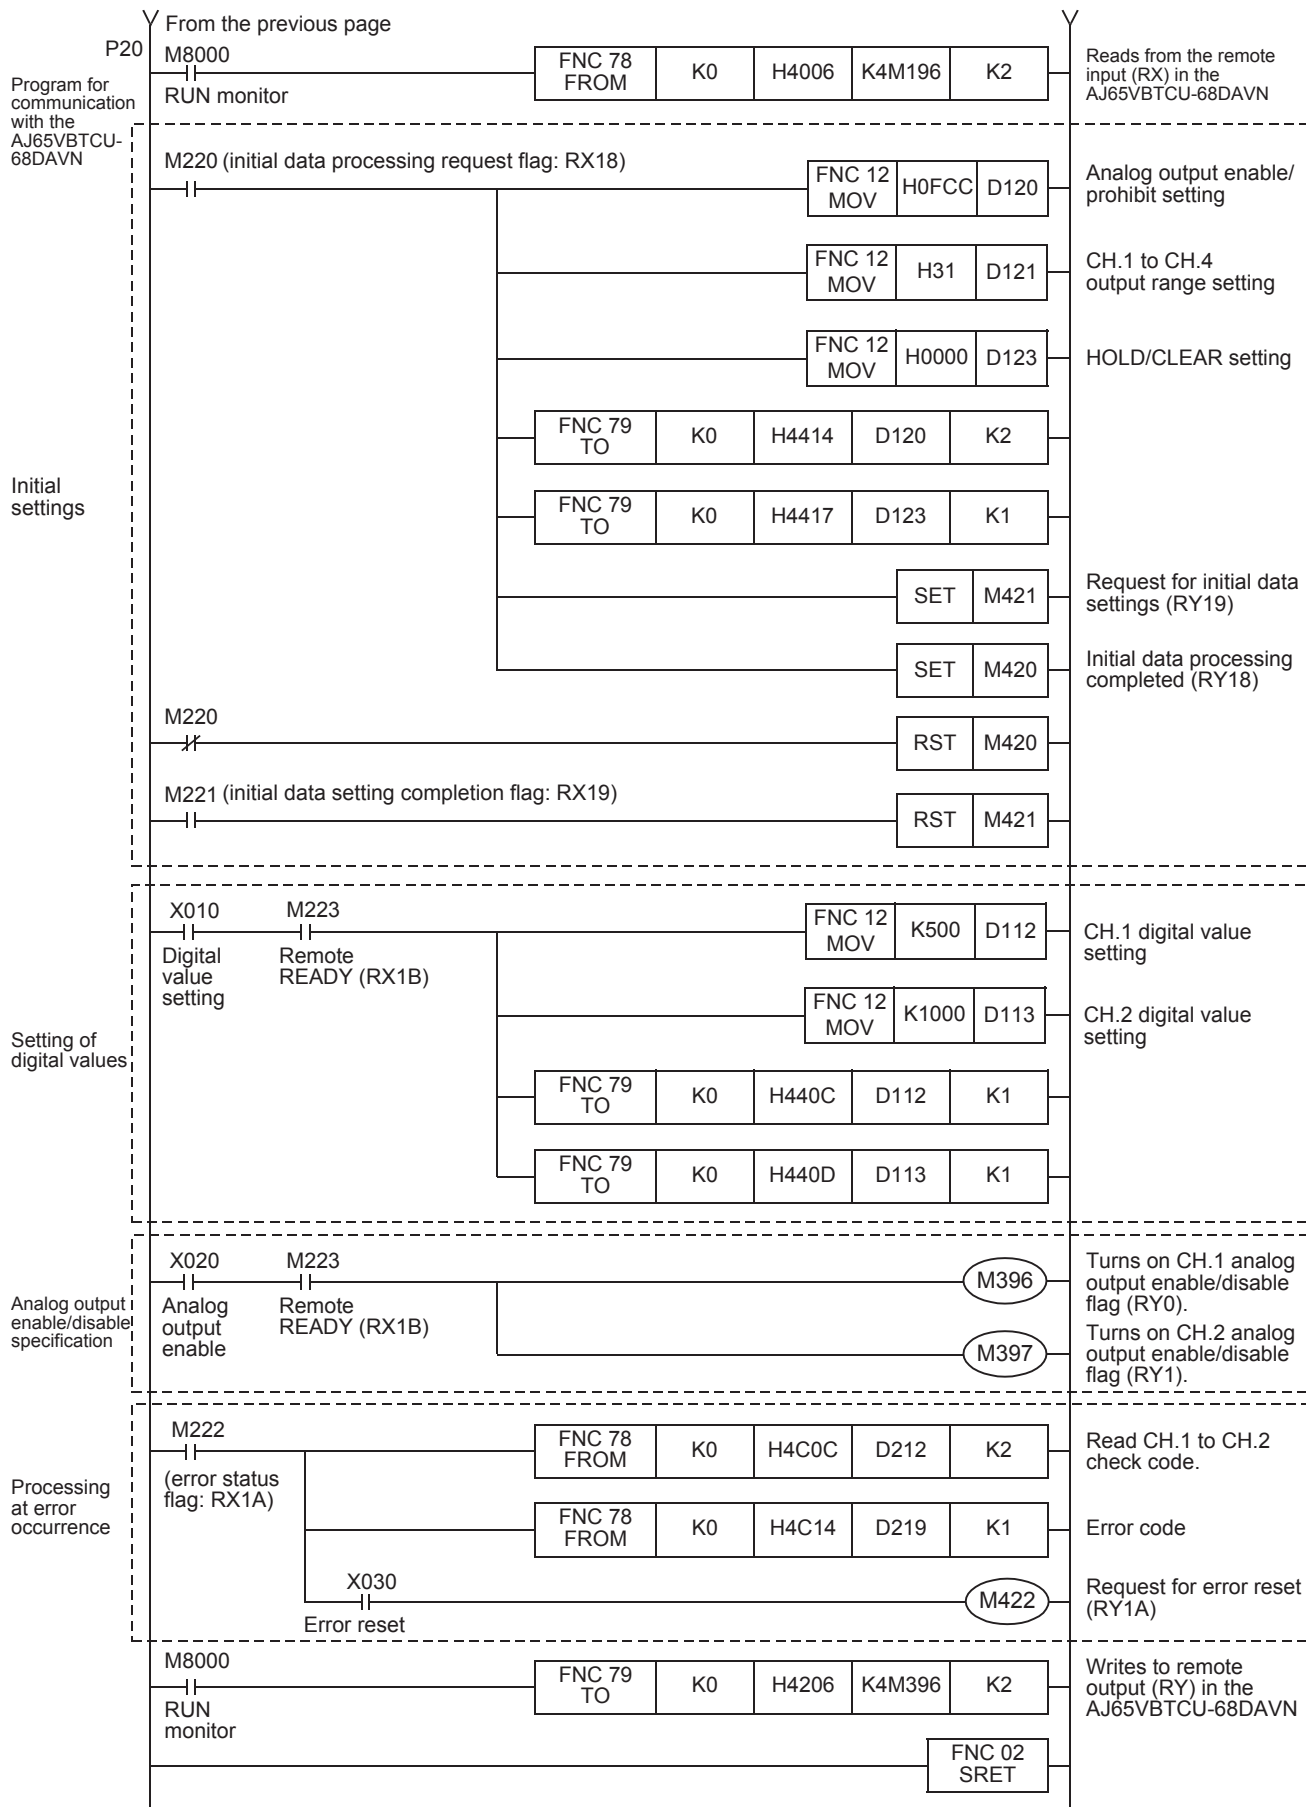 From the previous page
P20
M8000
RUN monitor
FNC 78
FROM
K0
H4006
K4M196
K2
Reads from the remote
input (RX) in the
AJ65VBTCU-68DAVN
Program for
communication
with the
AJ65VBTCU-
68DAVN
M220 (initial data processing request flag: RX18)
FNC 12
MOV
H0FCC
D120
Analog output enable/
prohibit setting
FNC 12
MOV
H31
D121
CH.1 to CH.4
output range setting
FNC 12
MOV
H0000
D123
HOLD/CLEAR setting
FNC 79
TO
K0
H4414
D120
K2
Initial
settings
FNC 79
TO
K0
H4417
D123
K1
SET
M421
Request for initial data
settings (RY19)
SET
M420
Initial data processing
completed (RY18)
M220
RST
M420
M221 (initial data setting completion flag: RX19)
RST
M421
X010
Digital
value
setting
M223
Remote
READY (RX1B)
FNC 12
MOV
K500
D112
CH.1 digital value
setting
FNC 12
MOV
K1000
D113
CH.2 digital value
setting
Setting of
digital values
FNC 79
TO
K0
H440C
D112
K1
FNC 79
TO
K0
H440D
D113
K1
X020
Analog
output
enable
M223
Remote
READY (RX1B)
M396
Turns on CH.1 analog
output enable/disable
flag (RY0).
Analog output
enable/disable
specification
M397
Turns on CH.2 analog
output enable/disable
flag (RY1).
M222
(error status
flag: RX1A)
FNC 78
FROM
K0
H4C0C
D212
K2
Read CH.1 to CH.2
check code.
Processing
at error
occurrence
FNC 78
FROM
K0
H4C14
D219
K1
Error code
X030
Error reset
M422
Request for error reset
(RY1A)
M8000
RUN
monitor
FNC 79
TO
K0
H4206
K4M396
K2
Writes to remote
output (RY) in the
AJ65VBTCU-68DAVN
FNC 02
SRET